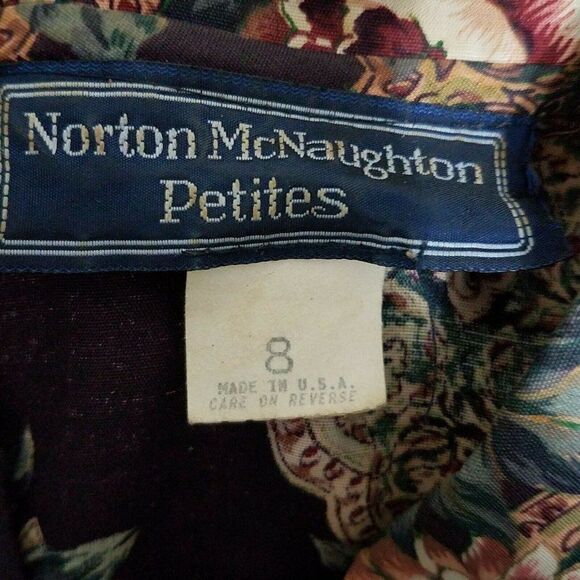 Norton McNaughton
Petites
8
MADE IN U.S.A.
CARE ON REVERSE